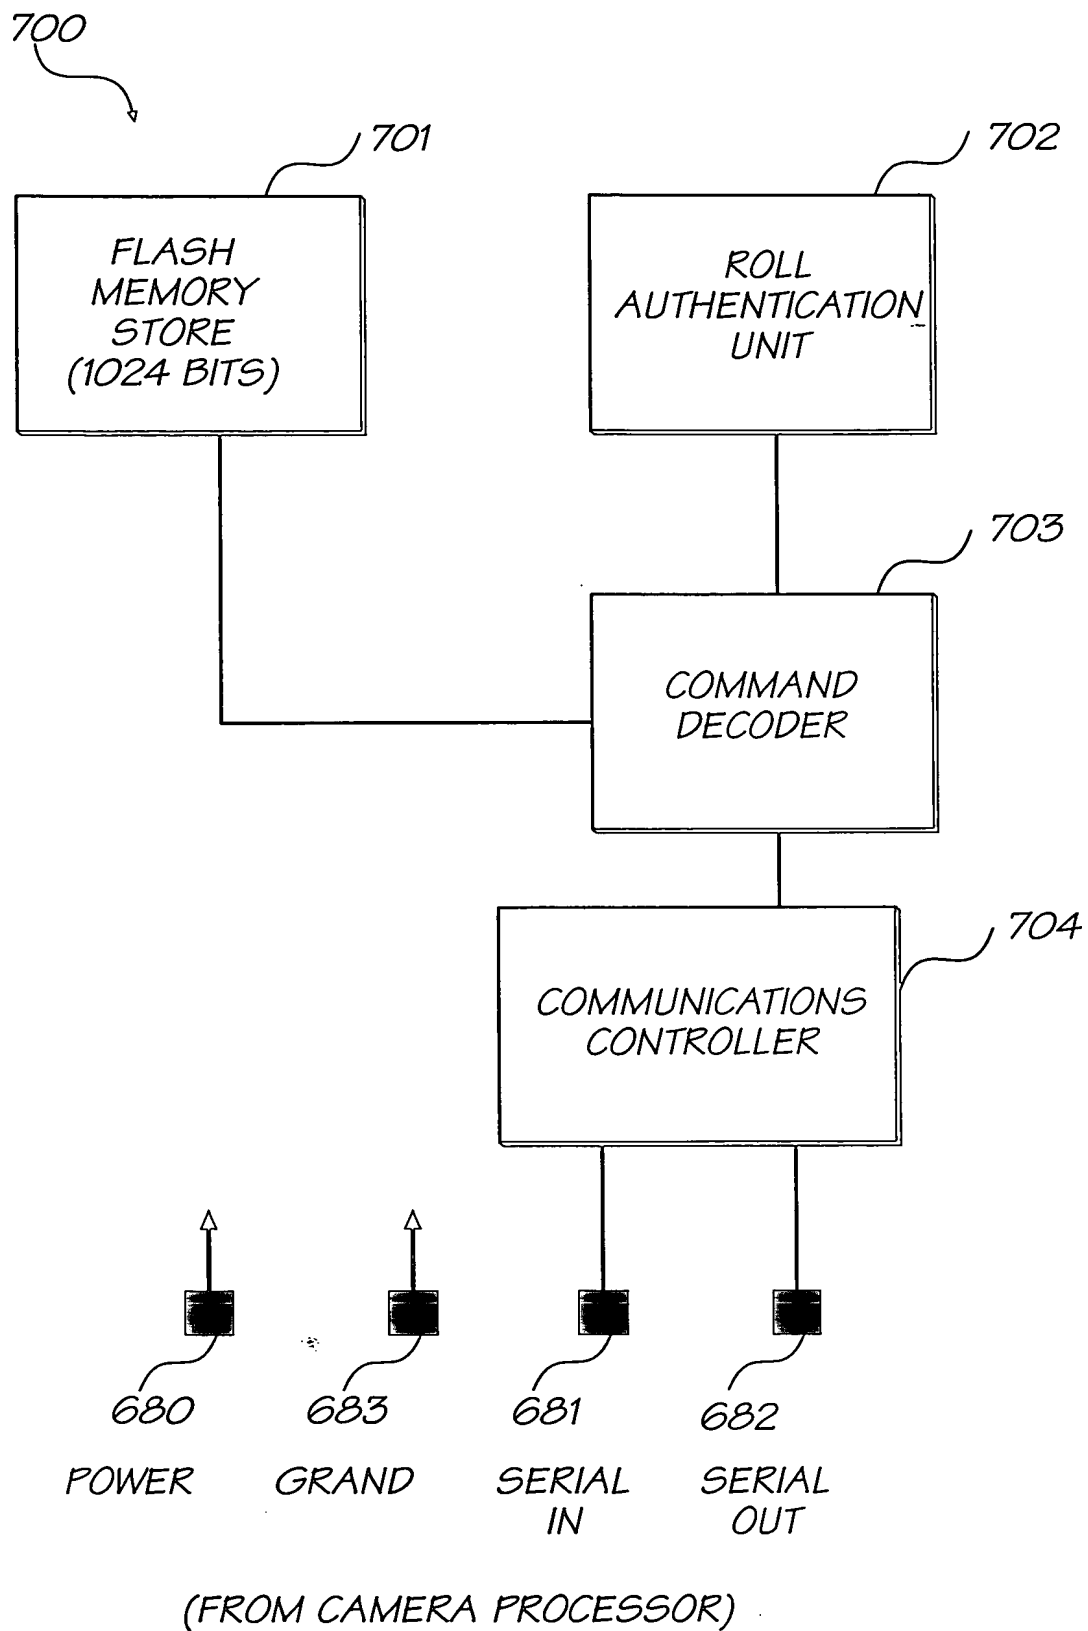 700
701
702
FLASH
MEMORY
STORE
(1024 BITS)
ROLL
AUTHENTICATION
UNIT
703
COMMAND
DECODER
704
COMMUNICATIONS
CONTROLLER
680
683
681
682
POWER
GRAND
SERIAL
IN
SERIAL
OUT
(FROM CAMERA PROCESSOR)